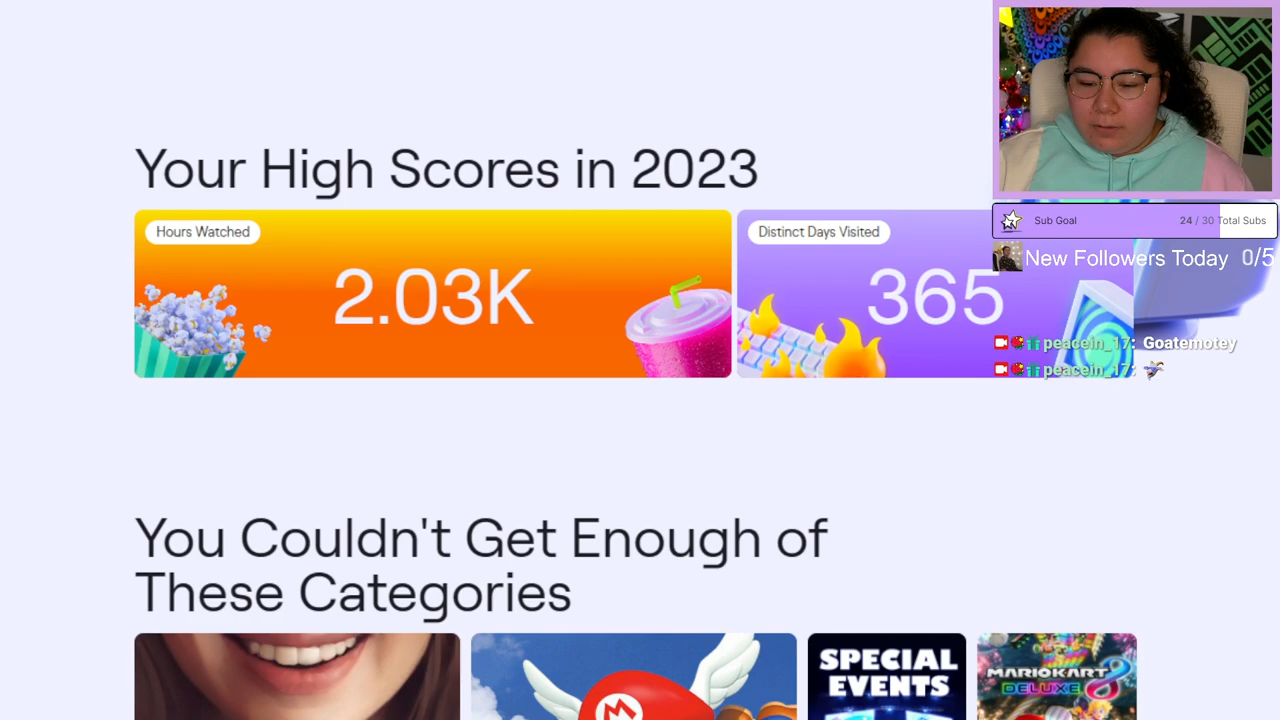 Your High Scores in 2023
Hours Watched
2.03K
Distinct Days Visited
365
Sub Goal
24 / 30 Total Subs
New Followers Today 0/5
peacein_17: Goatemotey
peacein_17:
You Couldn't Get Enough of
These Categories
M
SPECIAL
EVENTS
MARIOKART 8
DELUXE